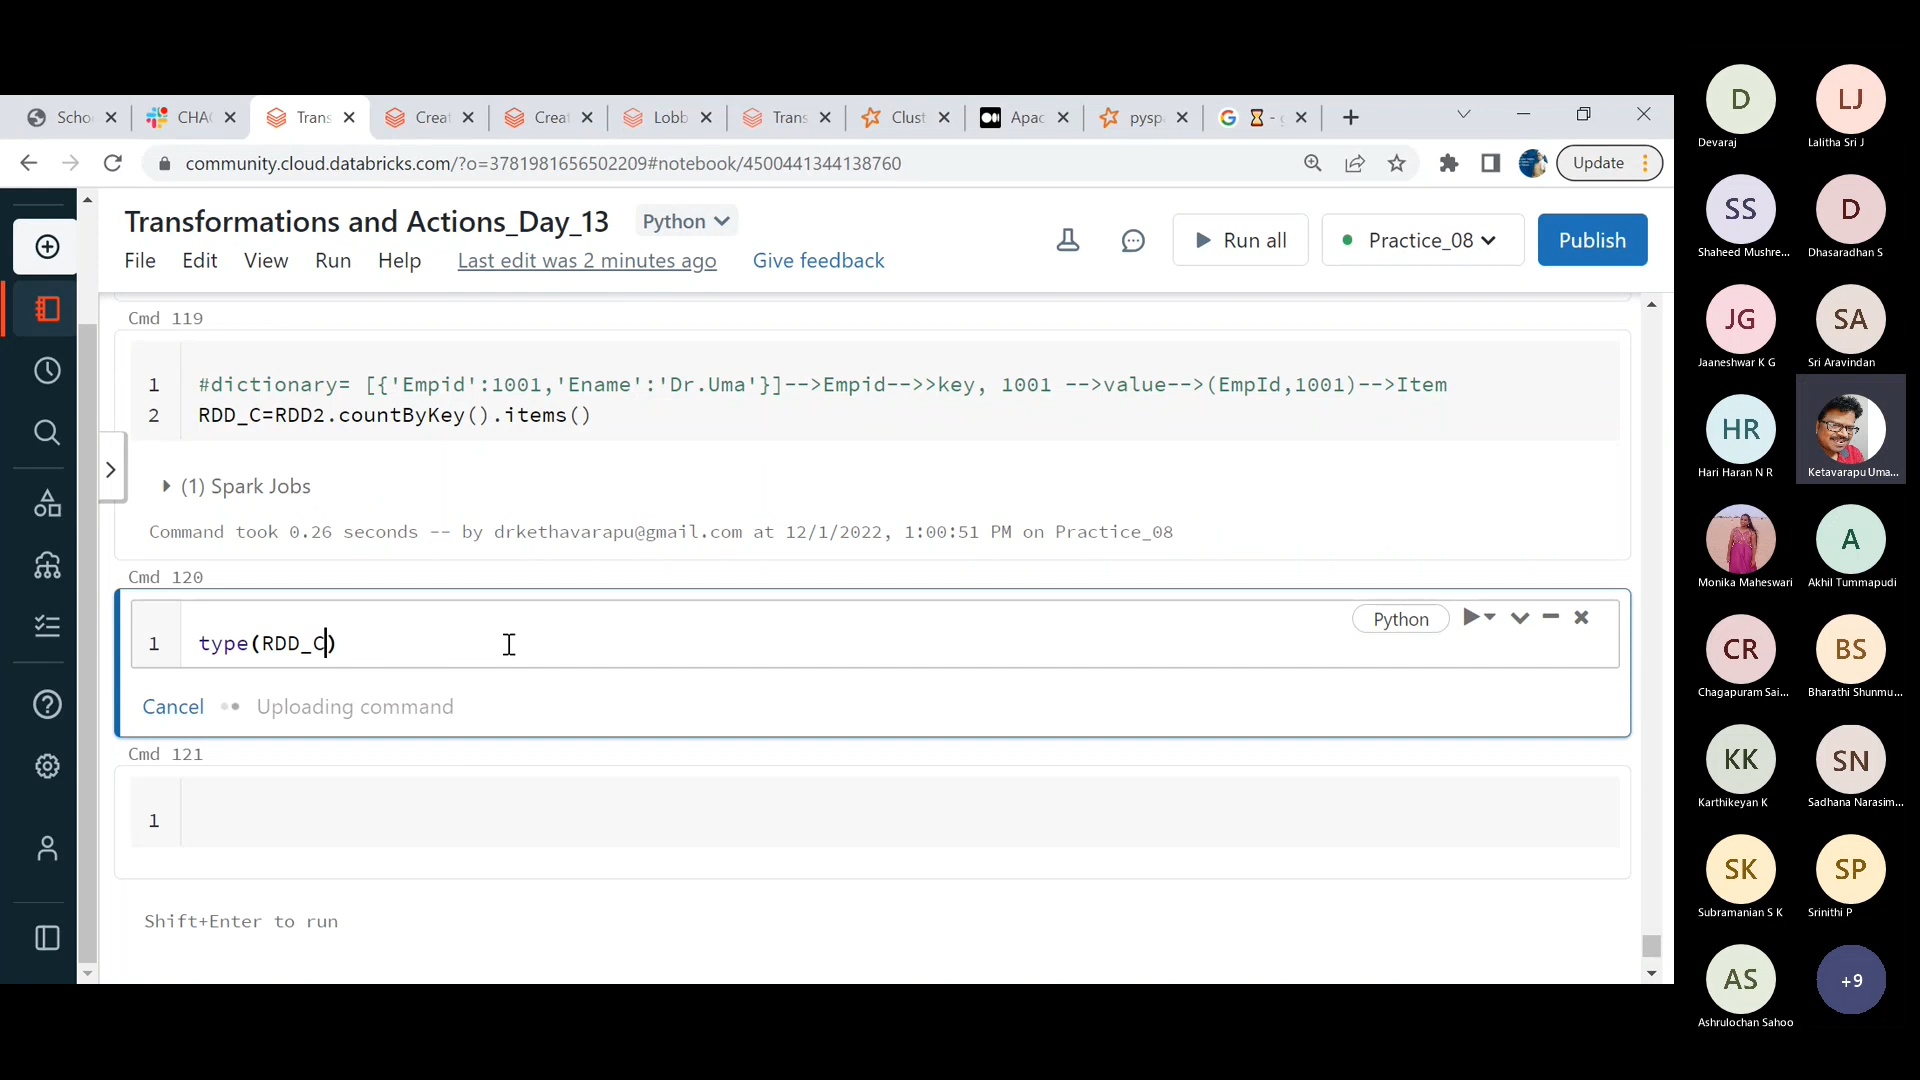 Scho
CHAC
Trans
Creat
Creat
Lobb
Trans
Clust
Apac
pysp
community.cloud.databricks.com/?o=3781981656502209#notebook/4500441344138760
Update
Transformations and Actions_Day_13
Python
File Edit View Run Help Last edit was 2 minutes ago Give feedback
Run all
Practice_08
Publish
Cmd 119
1 #dictionary= [{'Empid':1001,'Ename':'Dr.Uma'}]-->Empid-->>key, 1001 -->value-->(EmpId,1001)-->Item
2 RDD_C=RDD2.countByKey().items()
(1) Spark Jobs
Command took 0.26 seconds -- by drkethavarapu@gmail.com at 12/1/2022, 1:00:51 PM on Practice_08
Cmd 120
Python
1 type(RDD_C)
Cancel Uploading command
Cmd 121
1
Shift+Enter to run
D LJ
Devaraj Lalitha Sri J
SS D
Shaheed Mushre... Dhasaradhan S
JG SA
Jaaneshwar K G Sri Aravindan
HR
Hari Haran N R Ketavarapu Uma...
A
Monika Maheswari Akhil Tummapudi
CR BS
Chagapuram Sai... Bharathi Shunmu...
KK SN
Karthikeyan K Sadhana Narasim...
SK SP
Subramanian S K Srinithi P
AS +9
Ashrulochan Sahoo